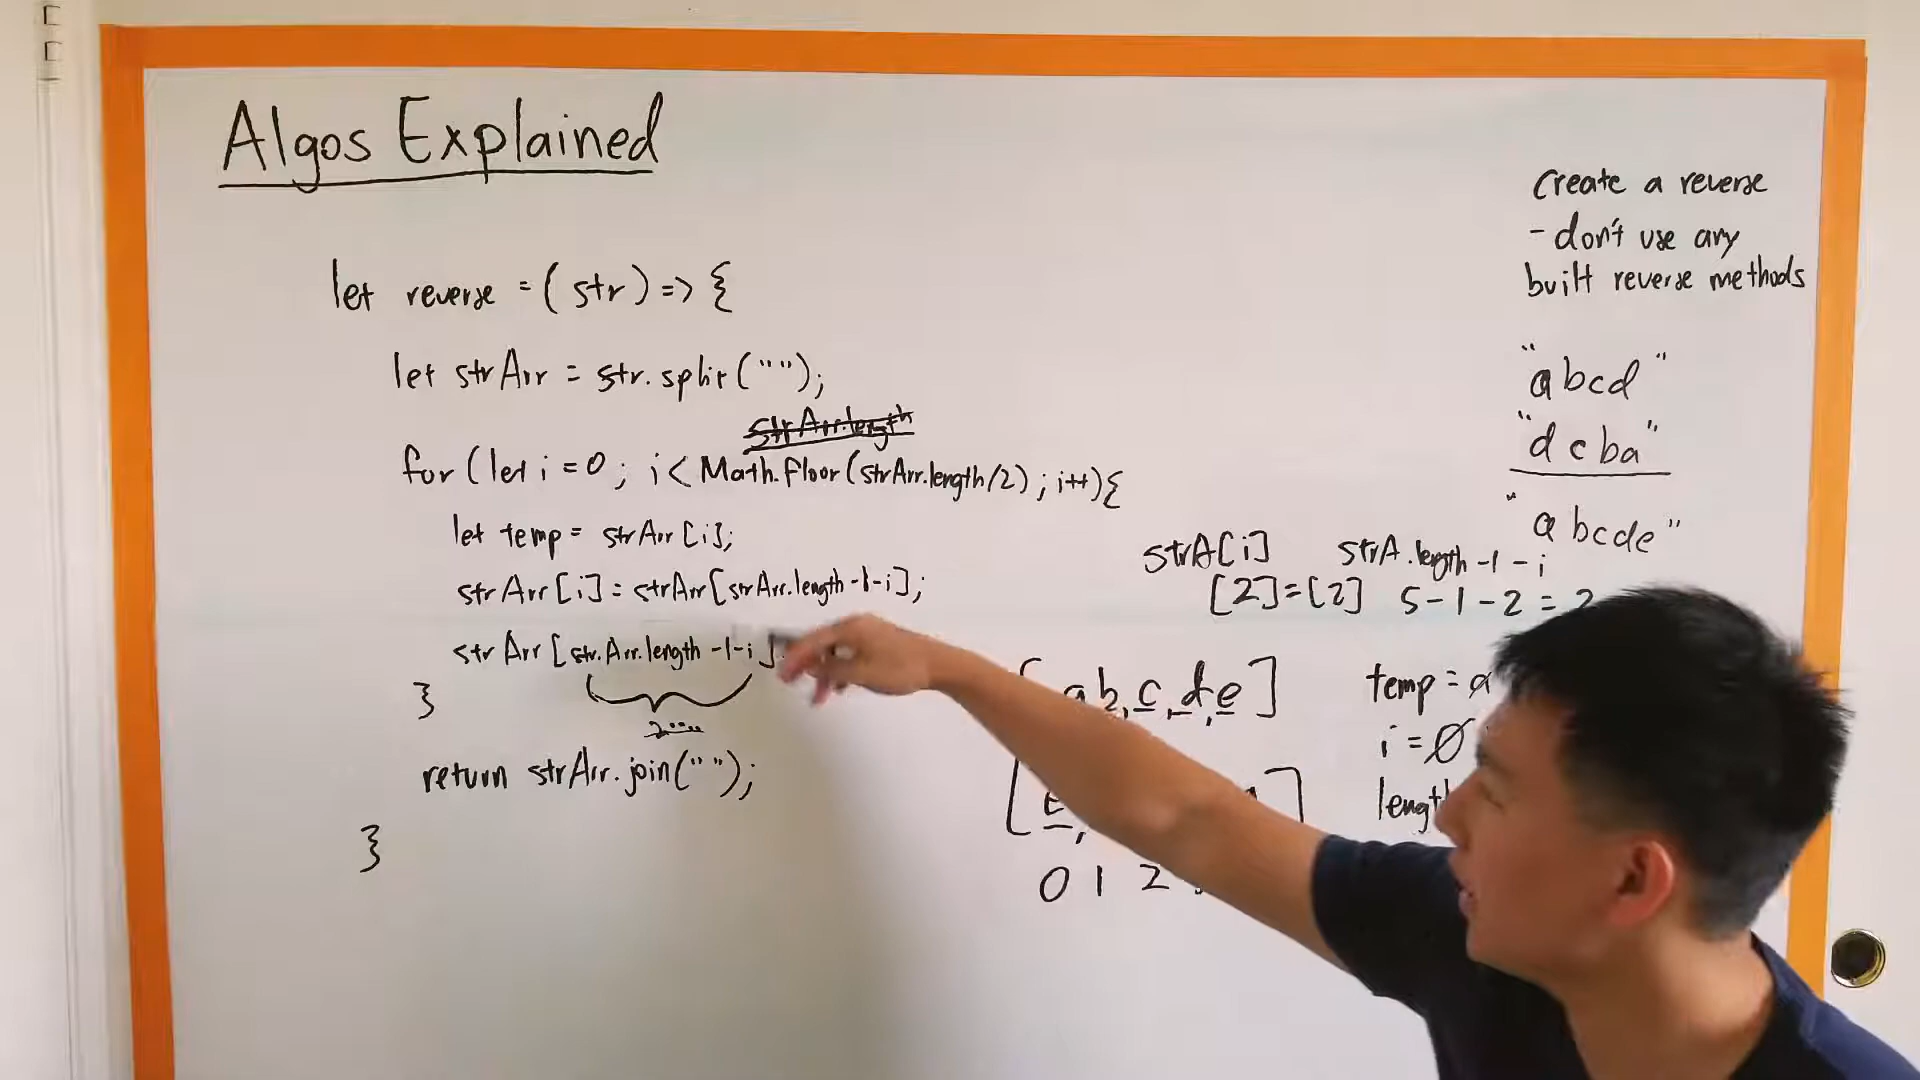 Algos Explained
Create a reverse
- don't use any
built reverse methods
let reverse = (str) => {
let strArr = str.split("");
strArr.length
for (let i = 0; i < Math.floor(strArr.length/2); i++){
let temp = strArr[i];
strArr[i] = strArr[strArr.length-1-i];
strArr[str.Arr.length-1-i]
}
return strArr.join("");
}
"abcd"
"dcba"
"abcde"
strA[i] strA.length-1-i
[2]=[2] 5-1-2=2
[a b, c, d, e]
temp = a
i = 0
0 1 2